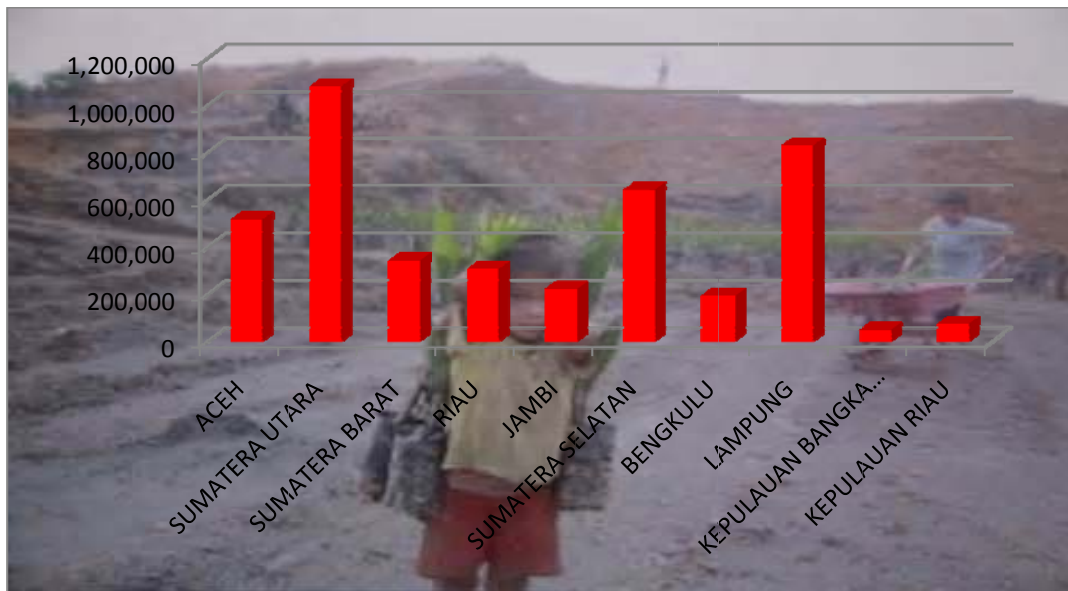 1,200,000
1,000,000
800,000
600,000
400,000
200,000
0
ACEH
SUMATERA UTARA
SUMATERA BARAT
RIAU
JAMBI
SUMATERA SELATAN
BENGKULU
LAMPUNG
KEPULAUAN BANGKA...
KEPULAUAN RIAU